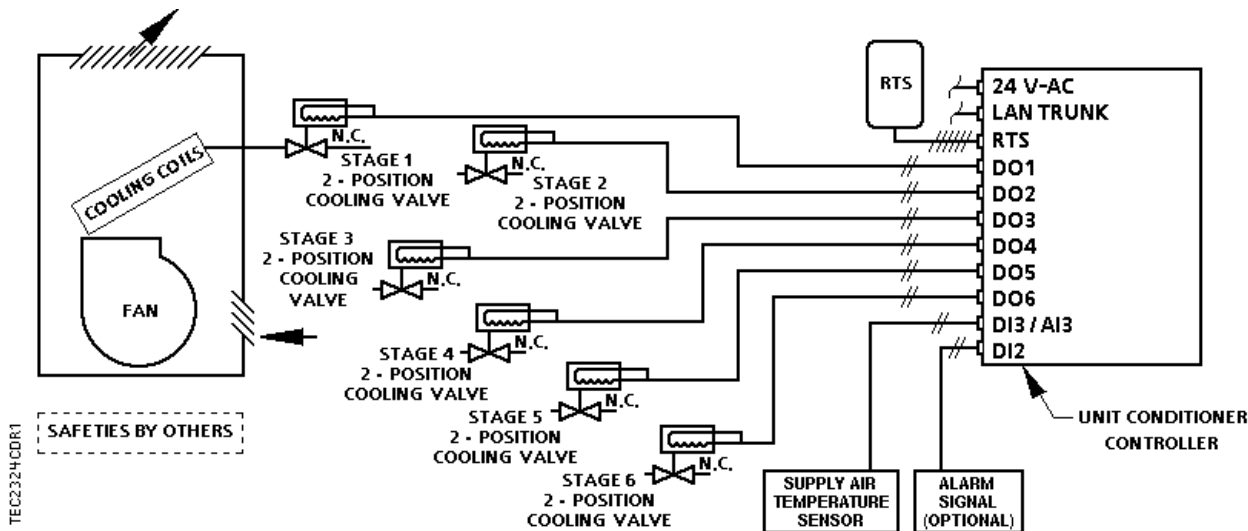 RTS
24 V-AC
LAN TRUNK
RTS
DO1
DO2
DO3
DO4
DO5
DO6
DI3 / AI3
DI2
N.C.
STAGE 1
2 - POSITION
COOLING VALVE
N.C.
STAGE 2
2 - POSITION
COOLING VALVE
COOLING COILS
STAGE 3
2 - POSITION
COOLING
VALVE
N.C.
FAN
N.C.
STAGE 4
2 - POSITION
COOLING VALVE
N.C.
STAGE 5
2 - POSITION
COOLING VALVE
N.C.
STAGE 6
2 - POSITION
COOLING VALVE
UNIT CONDITIONER
CONTROLLER
SAFETIES BY OTHERS
SUPPLY AIR
TEMPERATURE
SENSOR
ALARM
SIGNAL
(OPTIONAL)
TEC2324CDR1